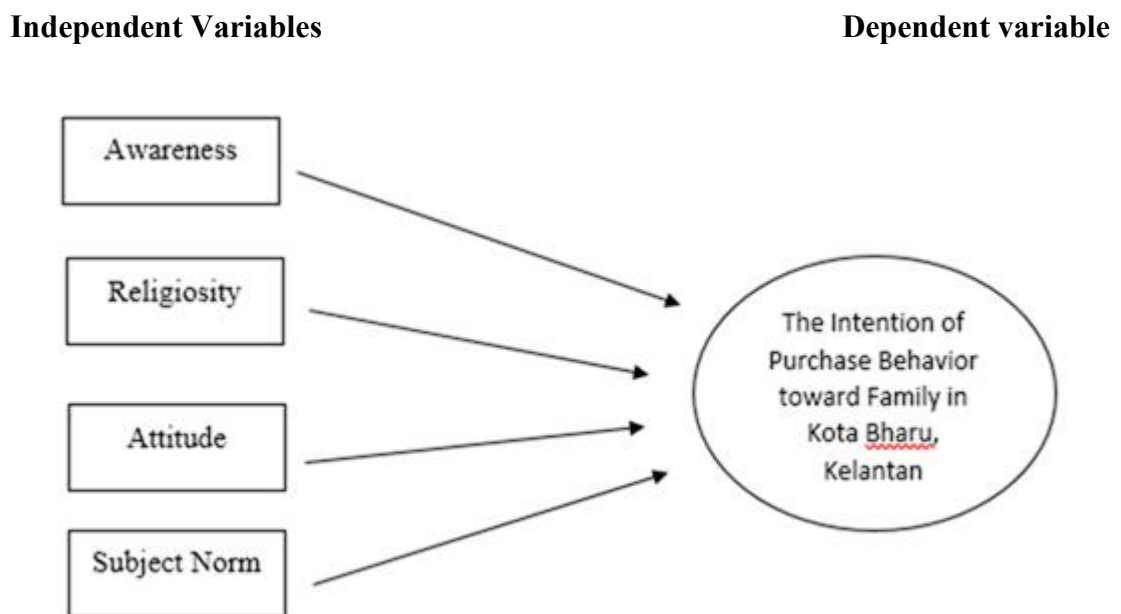 Independent Variables
Dependent variable
Awareness
Religiosity
Attitude
Subject Norm
The Intention of
Purchase Behavior
toward Family in
Kota Bharu,
Kelantan